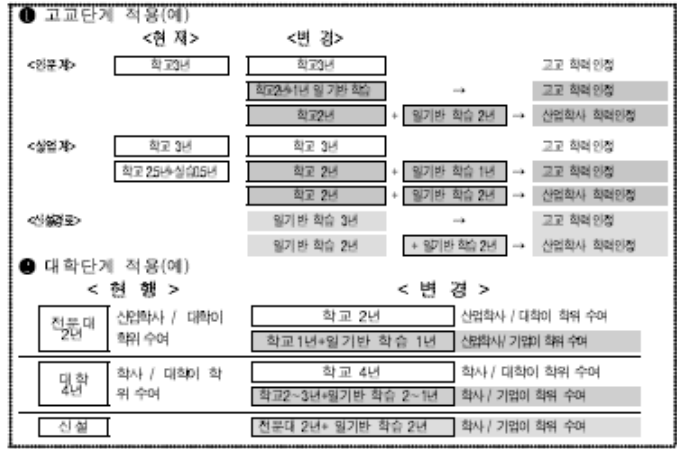 ❶ 고교단계 적용(예)
<현 재> <변 경>
<인문계> 학교3년 학교3년 고교 학력인정
학교2년+1년 일기반 학습 → 고교 학력인정
학교2년 + 일기반 학습 2년 → 산업학사 학력인정
<실업계> 학교 3년 학교 3년 고교 학력인정
학교 2.5년+실습0.5년 학교 2년 + 일기반 학습 1년 → 고교 학력인정
학교 2년 + 일기반 학습 2년 → 산업학사 학력인정
<신설경로> 일기반 학습 3년 → 고교 학력인정
일기반 학습 2년 + 일기반 학습 2년 → 산업학사 학력인정
❷ 대학단계 적용(예)
< 현 행 > < 변 경 >
전문대 2년 산업학사 / 대학이 학위 수여 학교 2년 산업학사 / 대학이 학위 수여
학교1년+일기반 학습 1년 산업학사/ 기업이 학위 수여
대학 4년 학사 / 대학이 학위 수여 학교 4년 학사 / 대학이 학위 수여
학교2~3년+일기반 학습 2~1년 학사 / 기업이 학위 수여
신설 전문대 2년+ 일기반 학습 2년 학사 / 기업이 학위 수여